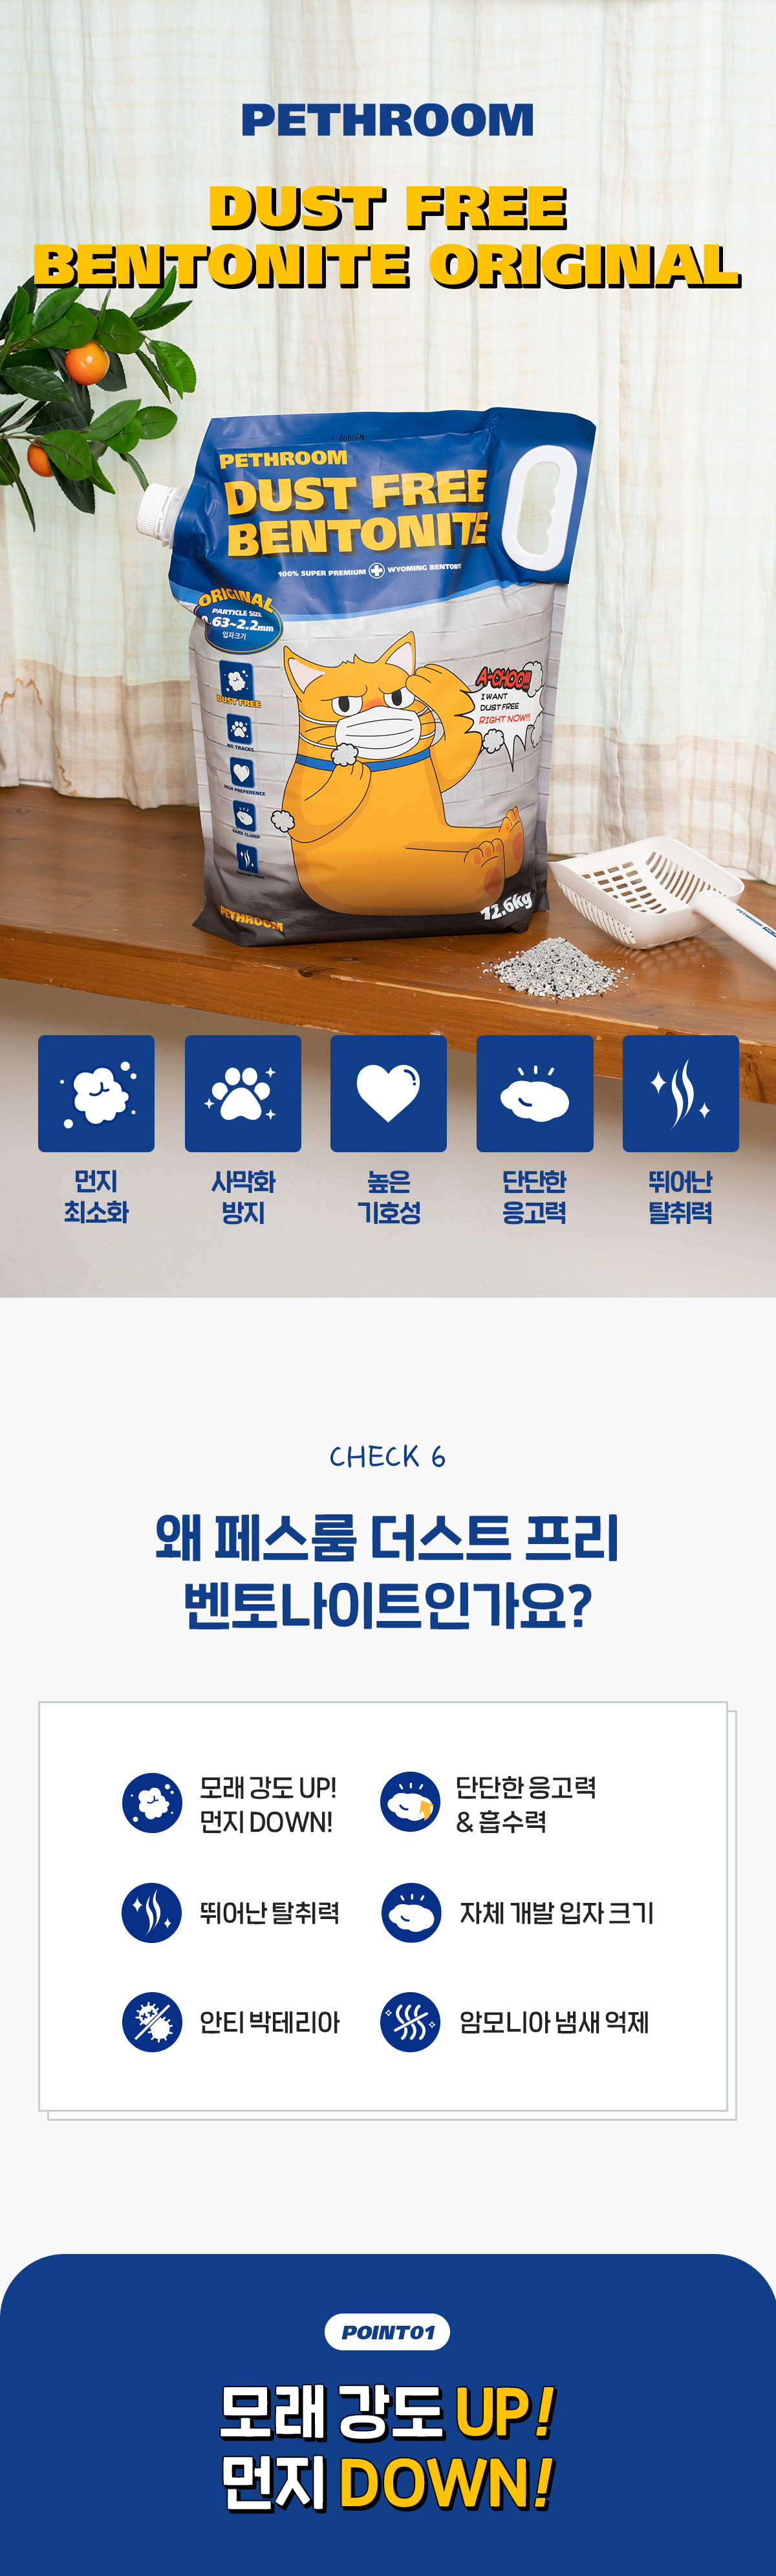 PETHROOM
DUST FREE
BENTONITE ORIGINAL
PETHROOM
DUST FREE
BENTONITE
100% SUPER PREMIUM WYOMING BENTONITE
ORIGINAL
PARTICLE SIZE
0.63~2.2mm
입자크기
DUST FREE
NO TRACKS
HIGH PREFERENCE
HARD CLUMP
A-CHOO!!
I WANT
DUST FREE
RIGHT NOW!!!
PETHROOM
12.6kg
PETHROOM
먼지
최소화
사막화
방지
높은
기호성
단단한
응고력
뛰어난
탈취력
CHECK 6
왜 페스룸 더스트 프리
벤토나이트인가요?
모래 강도 UP!
먼지 DOWN!
단단한 응고력
& 흡수력
뛰어난 탈취력
자체 개발 입자 크기
안티 박테리아
암모니아 냄새 억제
POINT01
모래 강도 UP!
먼지 DOWN!